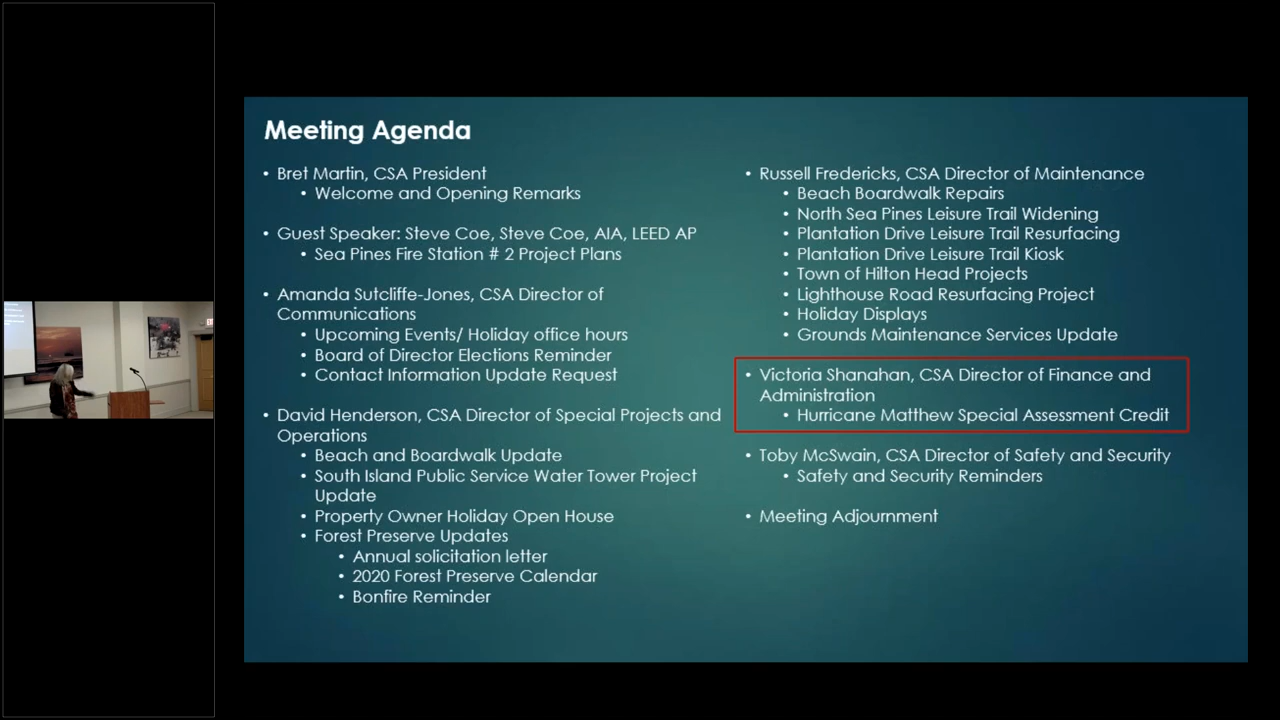 Meeting Agenda
• Bret Martin, CSA President
• Welcome and Opening Remarks
• Guest Speaker: Steve Coe, Steve Coe, AIA, LEED AP
• Sea Pines Fire Station # 2 Project Plans
• Amanda Sutcliffe-Jones, CSA Director of
Communications
• Upcoming Events/ Holiday office hours
• Board of Director Elections Reminder
• Contact Information Update Request
• David Henderson, CSA Director of Special Projects and
Operations
• Beach and Boardwalk Update
• South Island Public Service Water Tower Project
Update
• Property Owner Holiday Open House
• Forest Preserve Updates
• Annual solicitation letter
• 2020 Forest Preserve Calendar
• Bonfire Reminder
• Russell Fredericks, CSA Director of Maintenance
• Beach Boardwalk Repairs
• North Sea Pines Leisure Trail Widening
• Plantation Drive Leisure Trail Resurfacing
• Plantation Drive Leisure Trail Kiosk
• Town of Hilton Head Projects
• Lighthouse Road Resurfacing Project
• Holiday Displays
• Grounds Maintenance Services Update
• Victoria Shanahan, CSA Director of Finance and
Administration
• Hurricane Matthew Special Assessment Credit
• Toby McSwain, CSA Director of Safety and Security
• Safety and Security Reminders
• Meeting Adjournment